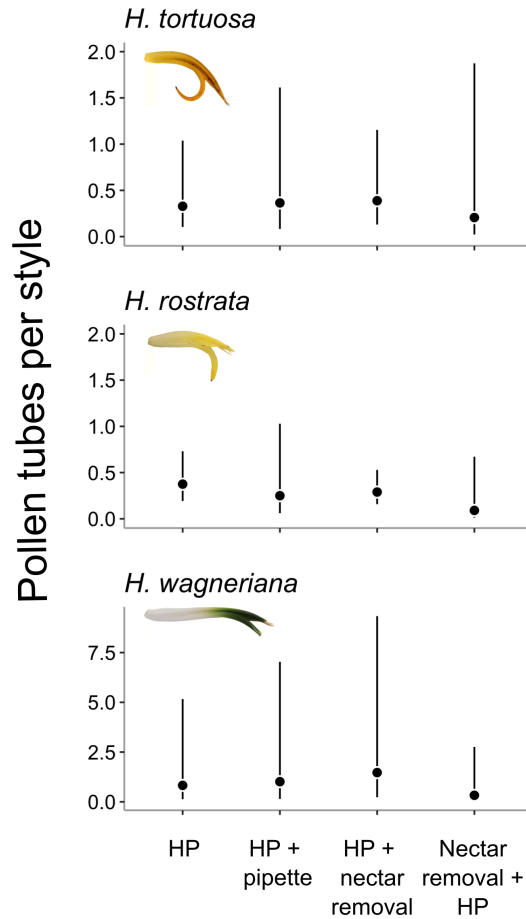 H. tortuosa
2.0
1.5
1.0
0.5
0.0
H. rostrata
2.0
1.5
1.0
0.5
0.0
H. wagneriana
7.5
5.0
2.5
0.0
Pollen tubes per style
HP
HP +
pipette
HP +
nectar
removal
Nectar
removal +
HP